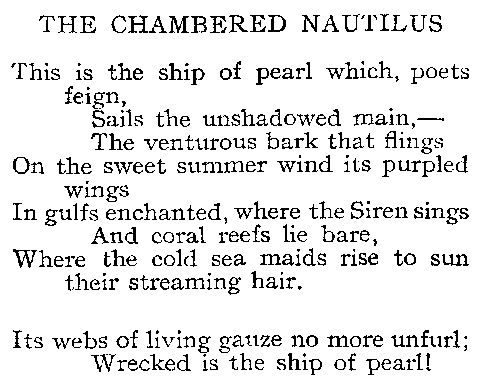 THE CHAMBERED NAUTILUS
This is the ship of pearl which, poets
feign,
Sails the unshadowed main,—
The venturous bark that flings
On the sweet summer wind its purpled
wings
In gulfs enchanted, where the Siren sings
And coral reefs lie bare,
Where the cold sea maids rise to sun
their streaming hair.
Its webs of living gauze no more unfurl;
Wrecked is the ship of pearl!